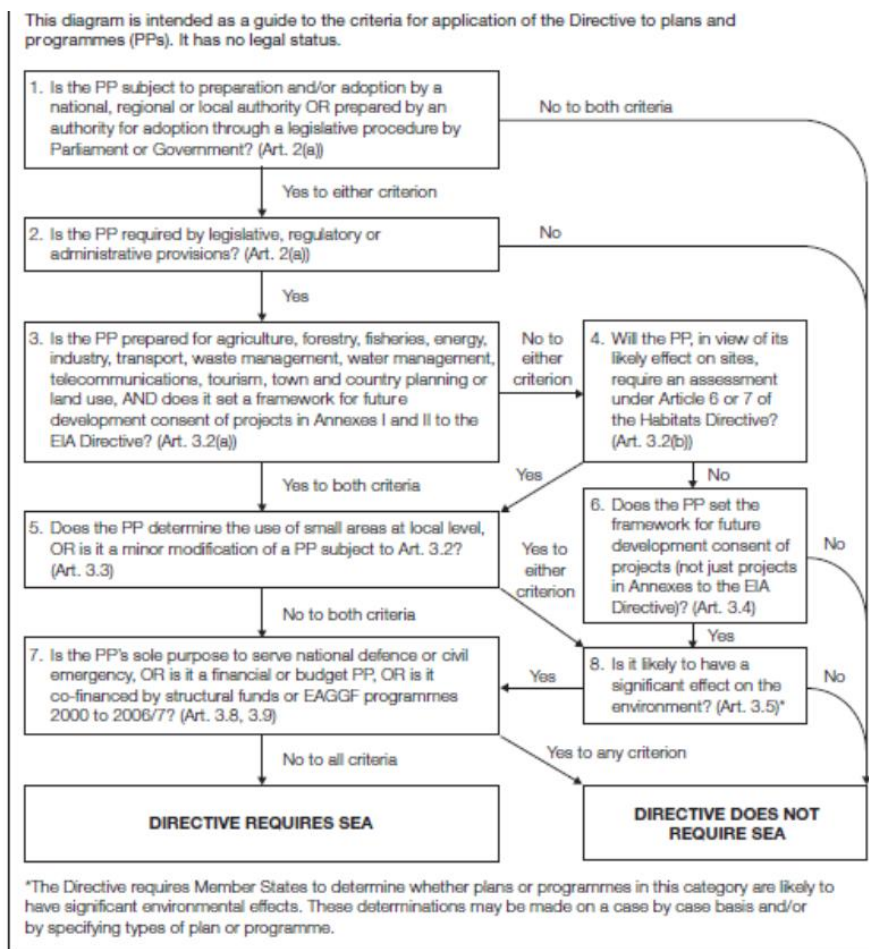 This diagram is intended as a guide to the criteria for application of the Directive to plans and
programmes (PPs). It has no legal status.
1. Is the PP subject to preparation and/or adoption by a
national, regional or local authority OR prepared by an
authority for adoption through a legislative procedure by
Parliament or Government? (Art. 2(a))
No to both criteria
Yes to either criterion
2. Is the PP required by legislative, regulatory or
administrative provisions? (Art. 2(a))
No
Yes
3. Is the PP prepared for agriculture, forestry, fisheries, energy,
industry, transport, waste management, water management,
telecommunications, tourism, town and country planning or
land use, AND does it set a framework for future
development consent of projects in Annexes I and II to the
EIA Directive? (Art. 3.2(a))
No to
either
criterion
4. Will the PP, in view of its
likely effect on sites,
require an assessment
under Article 6 or 7 of
the Habitats Directive?
(Art. 3.2(b))
Yes to both criteria
Yes
No
5. Does the PP determine the use of small areas at local level,
OR is it a minor modification of a PP subject to Art. 3.2?
(Art. 3.3)
Yes to
either
criterion
6. Does the PP set the
framework for future
development consent of
projects (not just projects
in Annexes to the EIA
Directive)? (Art. 3.4)
No
No to both criteria
Yes
7. Is the PP's sole purpose to serve national defence or civil
emergency, OR is it a financial or budget PP, OR is it
co-financed by structural funds or EAGGF programmes
2000 to 2006/7? (Art. 3.8, 3.9)
Yes
8. Is it likely to have a
significant effect on the
environment? (Art. 3.5)*
No
No to all criteria
Yes to any criterion
DIRECTIVE REQUIRES SEA
DIRECTIVE DOES NOT
REQUIRE SEA
*The Directive requires Member States to determine whether plans or programmes in this category are likely to
have significant environmental effects. These determinations may be made on a case by case basis and/or
by specifying types of plan or programme.